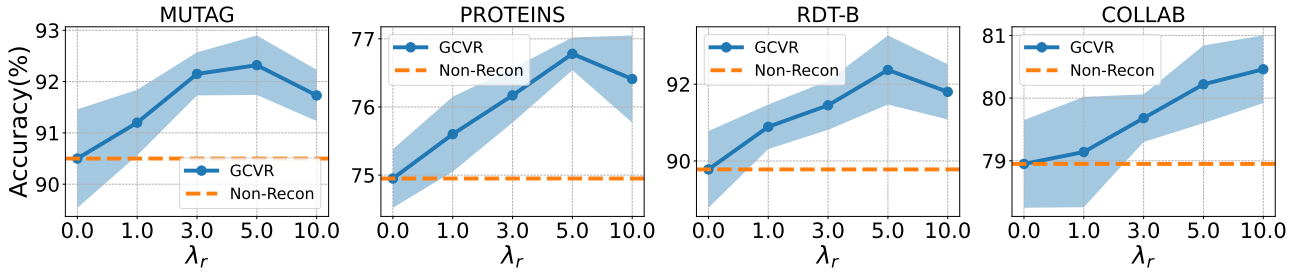 MUTAG
Accuracy(%)
93
92
91
90
GCVR
Non-Recon
0.0 1.0 3.0 5.0 10.0
λr
PROTEINS
77
76
75
GCVR
Non-Recon
0.0 1.0 3.0 5.0 10.0
λr
RDT-B
92
90
GCVR
Non-Recon
0.0 1.0 3.0 5.0 10.0
λr
COLLAB
81
80
79
GCVR
Non-Recon
0.0 1.0 3.0 5.0 10.0
λr